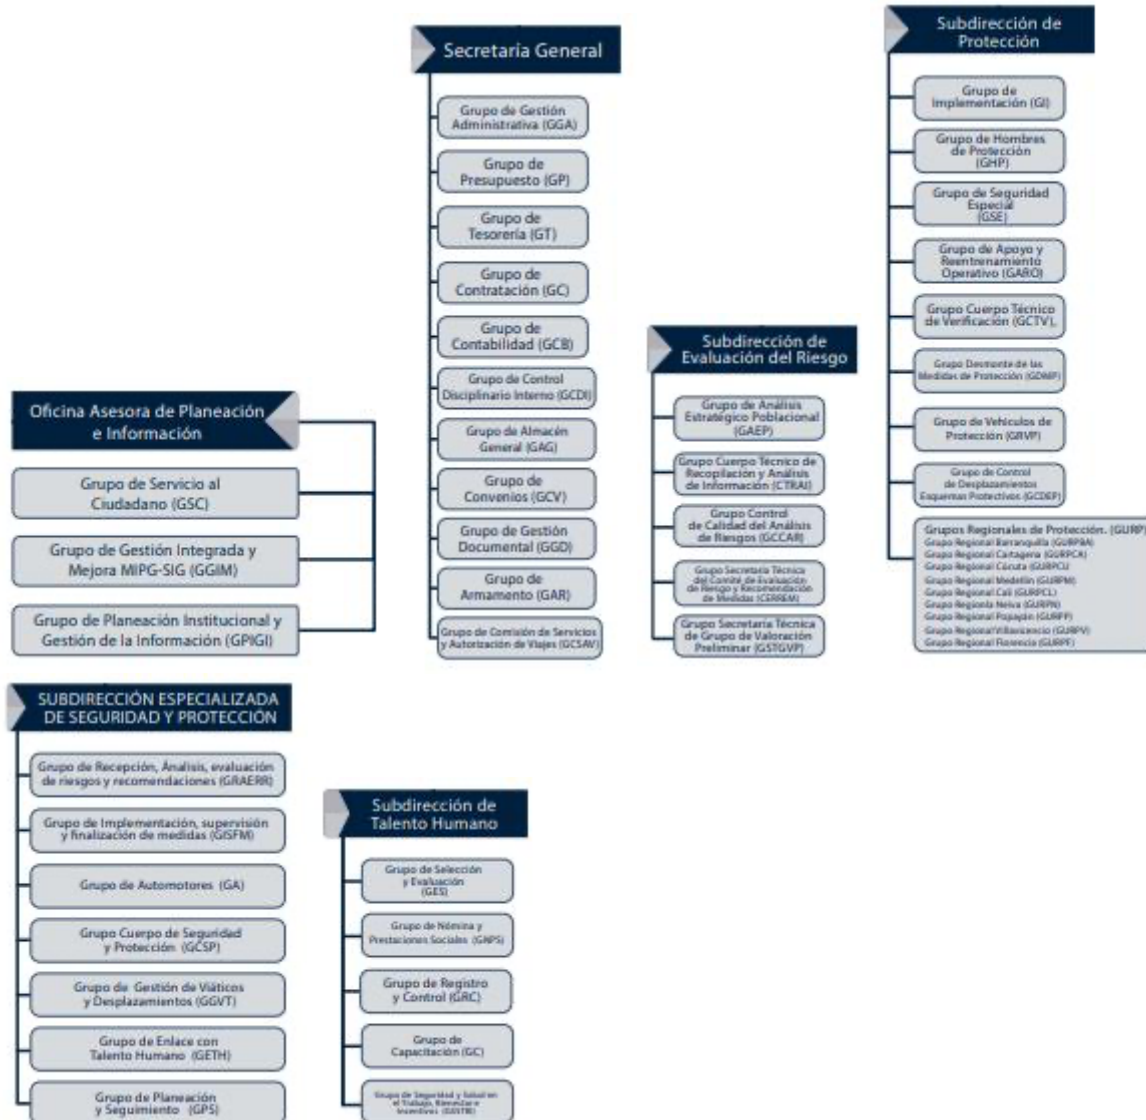 Oficina Asesora de Planeación
e Información
Grupo de Servicio al
Ciudadano (GSC)
Grupo de Gestión Integrada y
Mejora MIPG-SIG (GGIM)
Grupo de Planeación Institucional y
Gestión de la Información (GPIGI)
Secretaría General
Grupo de Gestión
Administrativa (GGA)
Grupo de
Presupuesto (GP)
Grupo de
Tesorería (GT)
Grupo de
Contratación (GC)
Grupo de
Contabilidad (GCB)
Grupo de Control
Disciplinario Interno (GCDI)
Grupo de Almacén
General (GAG)
Grupo de
Convenios (GCV)
Grupo de Gestión
Documental (GGD)
Grupo de
Armamento (GAR)
Grupo de Comisión de Servicios
y Autorización de Viajes (GCSAV)
Subdirección de
Evaluación del Riesgo
Grupo de Análisis
Estratégico Poblacional
(GAEP)
Grupo Cuerpo Técnico de
Recopilación y Análisis
de Información (CTRAI)
Grupo Control
de Calidad del Análisis
de Riesgos (GCCAR)
Grupo Secretaría Técnica
del Comité de Evaluación
de Riesgo y Recomendación
de Medidas (CERREM)
Grupo Secretaria Técnica
de Grupo de Valoración
Preliminar (GSTGVP)
Subdirección de
Protección
Grupo de
Implementación (GI)
Grupo de Hombres
de Protección
(GHP)
Grupo de Seguridad
Especial
(GSE)
Grupo de Apoyo y
Reentrenamiento
Operativo (GARO)
Grupo Cuerpo Técnico
de Verificación (GCTV),
Grupo Desmonte de las
Medidas de Protección (GDMP)
Grupo de Vehículos de
Protección (GRVP)
Grupo de Control
de Desplazamientos
Esquemas Protectivos (GCDEP)
Grupos Regionales de Protección. (GURP)
Grupo Regional Barranquilla (GURPBA)
Grupo Regional Cartagena (GURPCA)
Grupo Regional Cúcuta (GURPCU
Grupo Regional Medellín (GURPM)
Grupo Regional Cali (GURPCL)
Grupo Regionla Neiva (GURPN)
Grupo Regional Popayán (GURPP)
Grupo Regional Villavicencio (GURPV)
Grupo Regional Florencia (GURPF)
SUBDIRECCIÓN ESPECIALIZADA
DE SEGURIDAD Y PROTECCIÓN
Grupo de Recepción, Ánalisis, evaluación
de riesgos y recomendaciones (GRAERR)
Grupo de Implementación, supervisión
y finalización de medidas (GISFM)
Grupo de Automotores (GA)
Grupo Cuerpo de Seguridad
y Protección (GCSP)
Grupo de Gestión de Viáticos
y Desplazamientos (GGVT)
Grupo de Enlace con
Talento Humano (GETH)
Grupo de Planeación
y Seguimiento (GPS)
Subdirección de
Talento Humano
Grupo de Selección
y Evaluación
(GES)
Grupo de Nómina y
Prestaciones Sociales (GNPS)
Grupo de Registro
y Control (GRC)
Grupo de
Capacitación (GC)
Grupo de Seguridad y Salud en
el Trabajo, Bienestar e
Incentivos